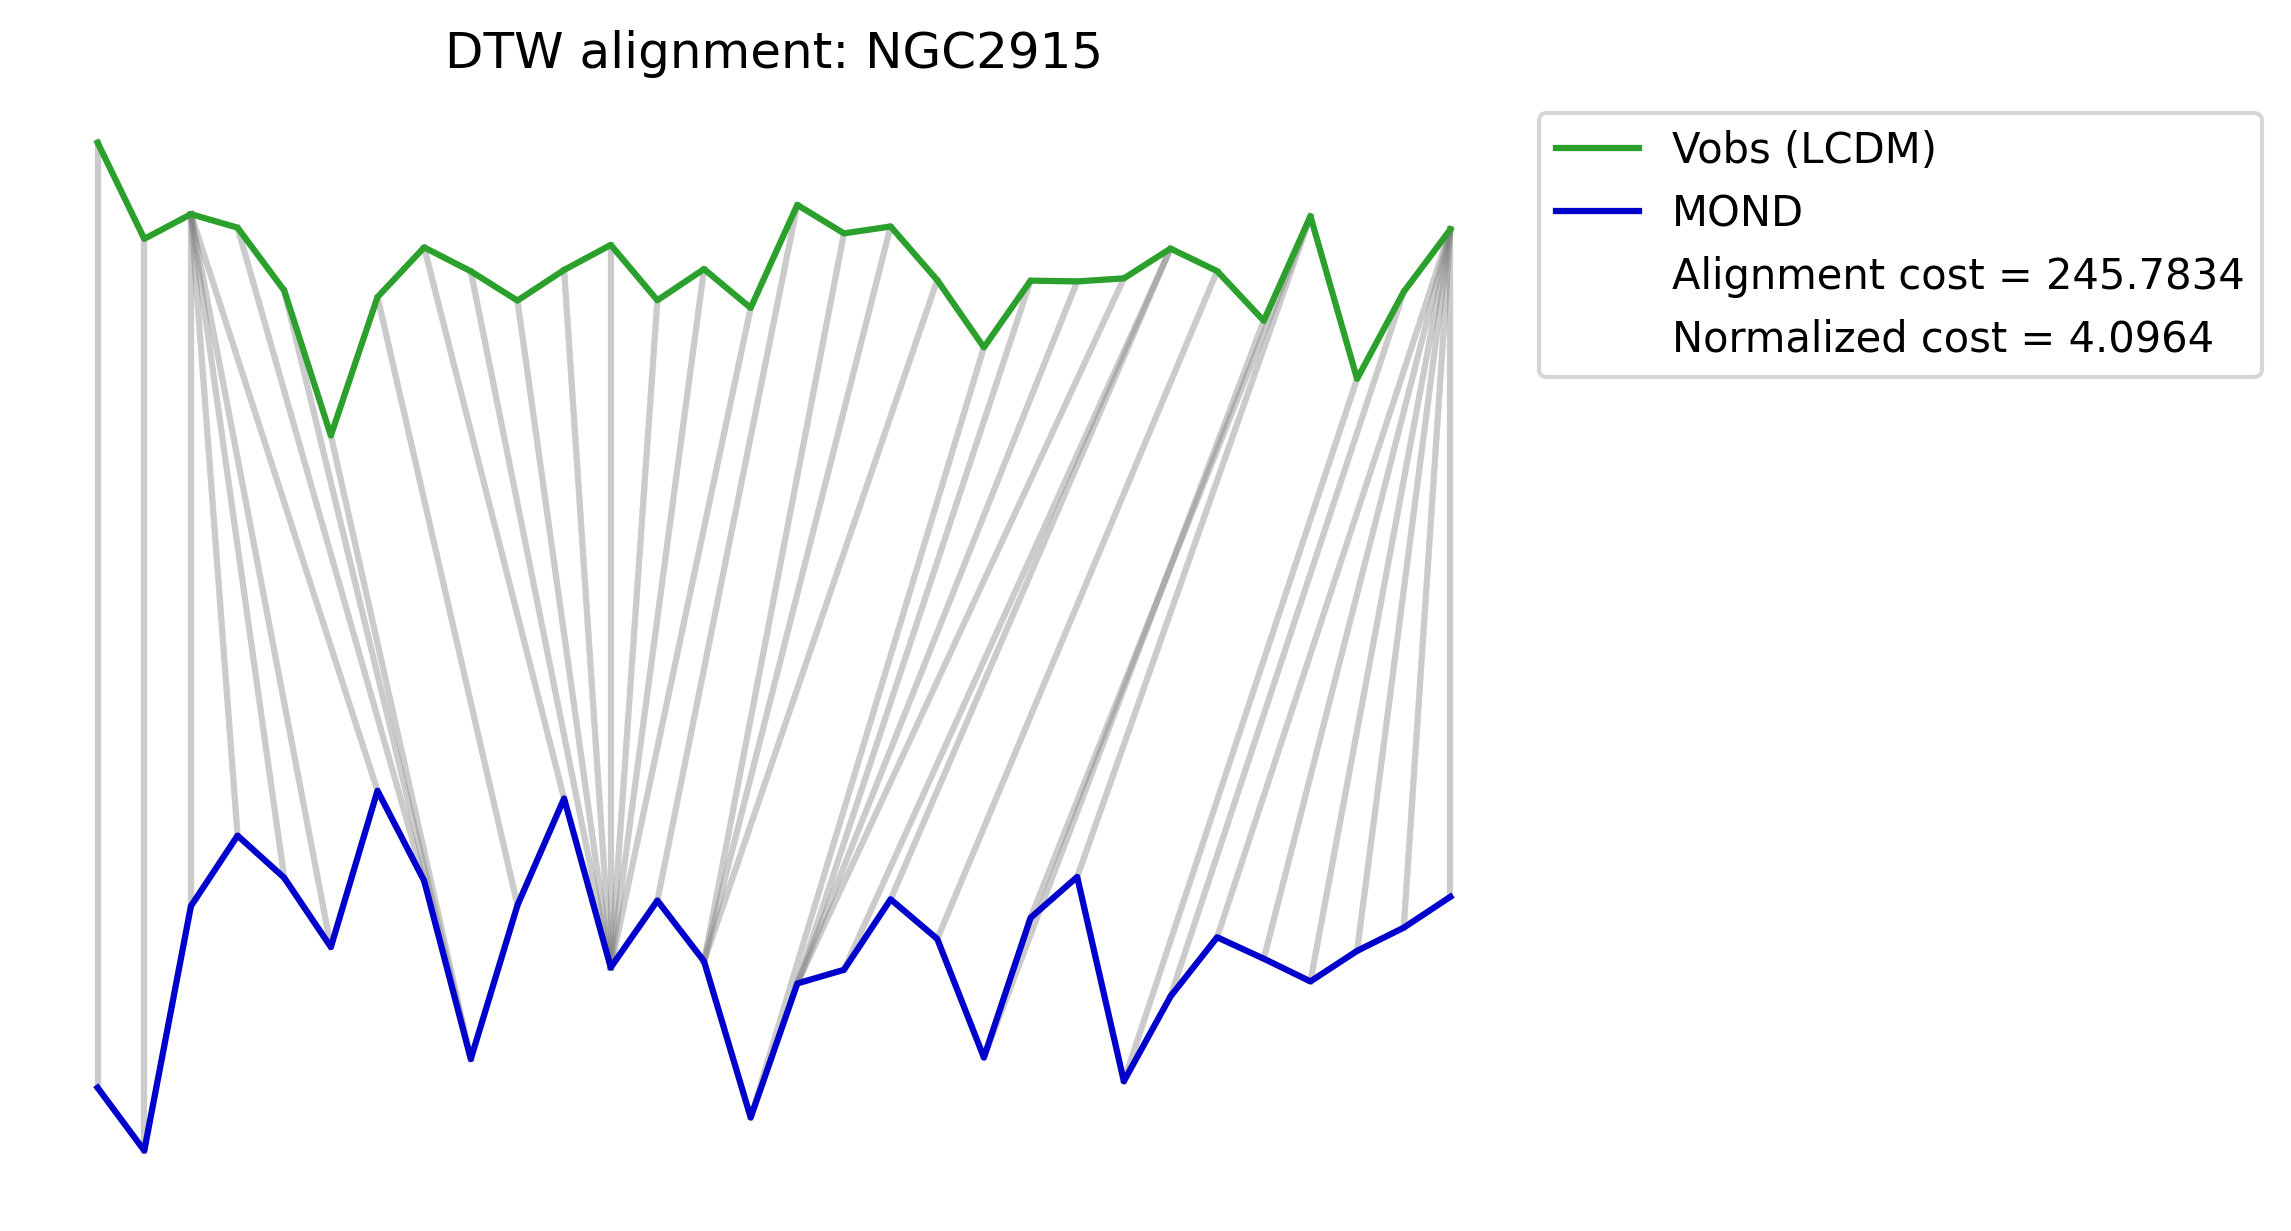 DTW alignment: NGC2915
Vobs (LCDM)
MOND
Alignment cost = 245.7834
Normalized cost = 4.0964